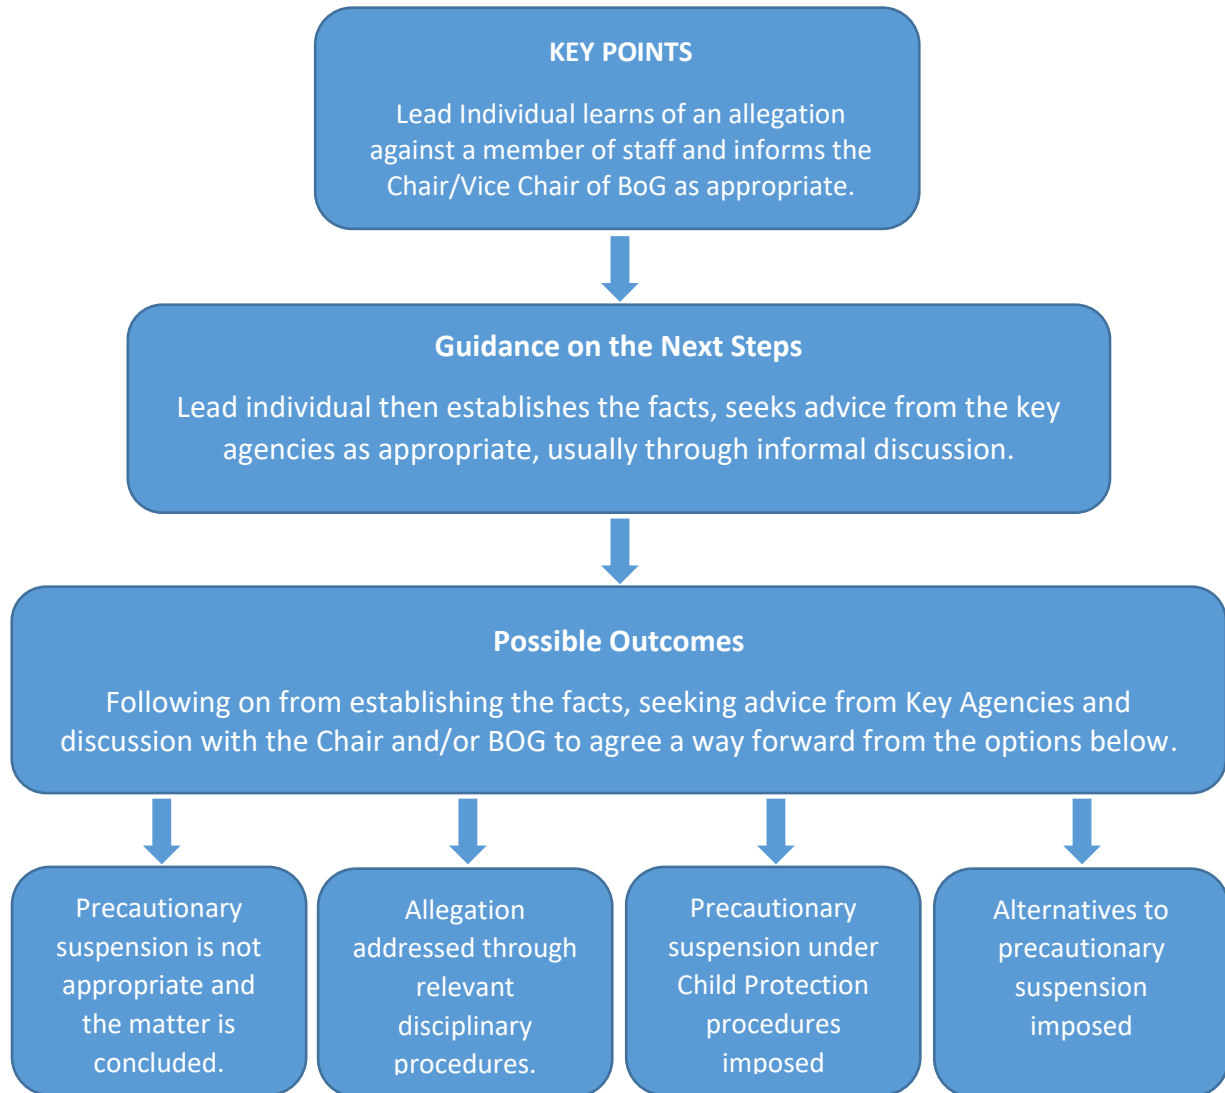 KEY POINTS
Lead Individual learns of an allegation
against a member of staff and informs the
Chair/Vice Chair of BoG as appropriate.
Guidance on the Next Steps
Lead individual then establishes the facts, seeks advice from the key
agencies as appropriate, usually through informal discussion.
Possible Outcomes
Following on from establishing the facts, seeking advice from Key Agencies and
discussion with the Chair and/or BOG to agree a way forward from the options below.
Precautionary
suspension is not
appropriate and
the matter is
concluded.
Allegation
addressed through
relevant
disciplinary
procedures.
Precautionary
suspension under
Child Protection
procedures
imposed
Alternatives to
precautionary
suspension
imposed